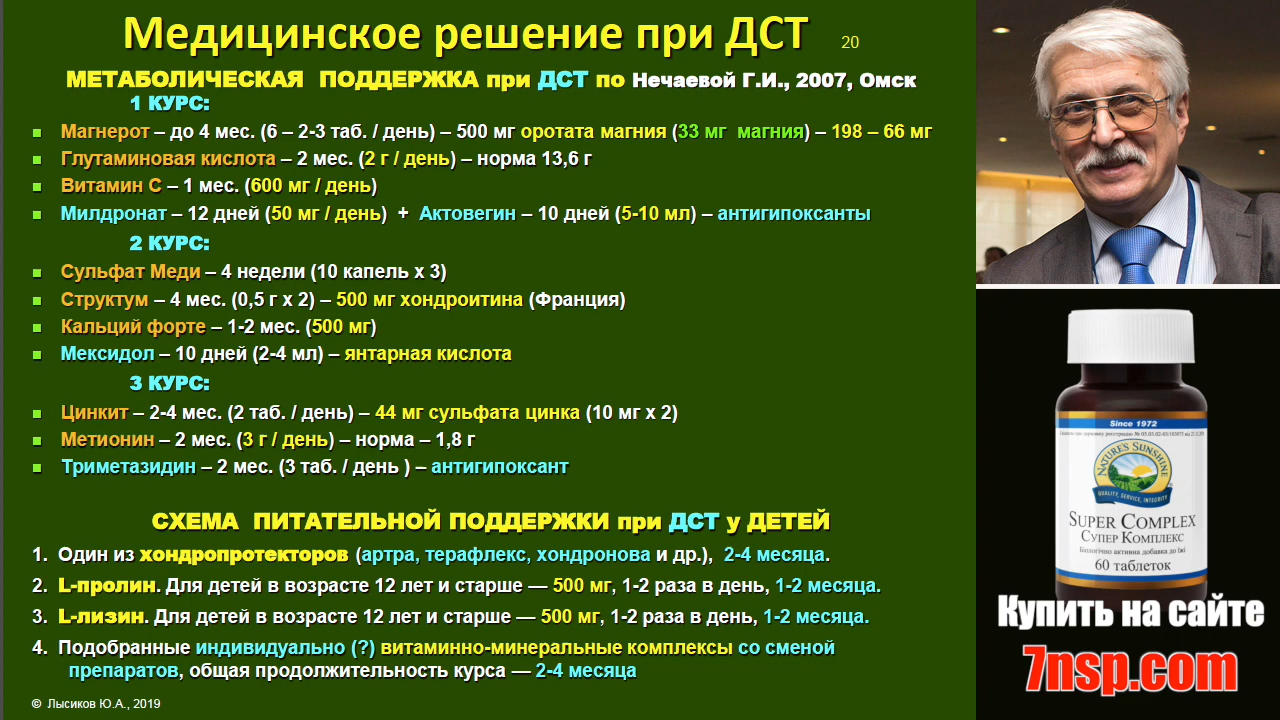 Медицинское решение при ДСТ 20
МЕТАБОЛИЧЕСКАЯ ПОДДЕРЖКА при ДСТ по Нечаевой Г.И., 2007, Омск
1 КУРС:
Магнерот – до 4 мес. (6 – 2-3 таб. / день) – 500 мг оротата магния (33 мг магния) – 198 – 66 мг
Глутаминовая кислота – 2 мес. (2 г / день) – норма 13,6 г
Витамин С – 1 мес. (600 мг / день)
Милдронат – 12 дней (50 мг / день) + Актовегин – 10 дней (5-10 мл) – антигипоксанты
2 КУРС:
Сульфат Меди – 4 недели (10 капель х 3)
Структум – 4 мес. (0,5 г х 2) – 500 мг хондроитина (Франция)
Кальций форте – 1-2 мес. (500 мг)
Мексидол – 10 дней (2-4 мл) – янтарная кислота
3 КУРС:
Цинкит – 2-4 мес. (2 таб. / день) – 44 мг сульфата цинка (10 мг х 2)
Метионин – 2 мес. (3 г / день) – норма – 1,8 г
Триметазидин – 2 мес. (3 таб. / день ) – антигипоксант
СХЕМА ПИТАТЕЛЬНОЙ ПОДДЕРЖКИ при ДСТ у ДЕТЕЙ
1. Один из хондропротекторов (артра, терафлекс, хондронова и др.), 2-4 месяца.
2. L-пролин. Для детей в возрасте 12 лет и старше — 500 мг, 1-2 раза в день, 1-2 месяца.
3. L-лизин. Для детей в возрасте 12 лет и старше — 500 мг, 1-2 раза в день, 1-2 месяца.
4. Подобранные индивидуально (?) витаминно-минеральные комплексы со сменой
препаратов, общая продолжительность курса — 2-4 месяца
© Лысиков Ю.А., 2019
Since 1972
NATURE'S SUNSHINE
QUALITY, SERVICE, INTEGRITY
SUPER COMPLEX
СУПЕР КОМПЛЕКС
Біологічно активна добавка до їжі
60 таблеток
Купить на сайте
7nsp.com